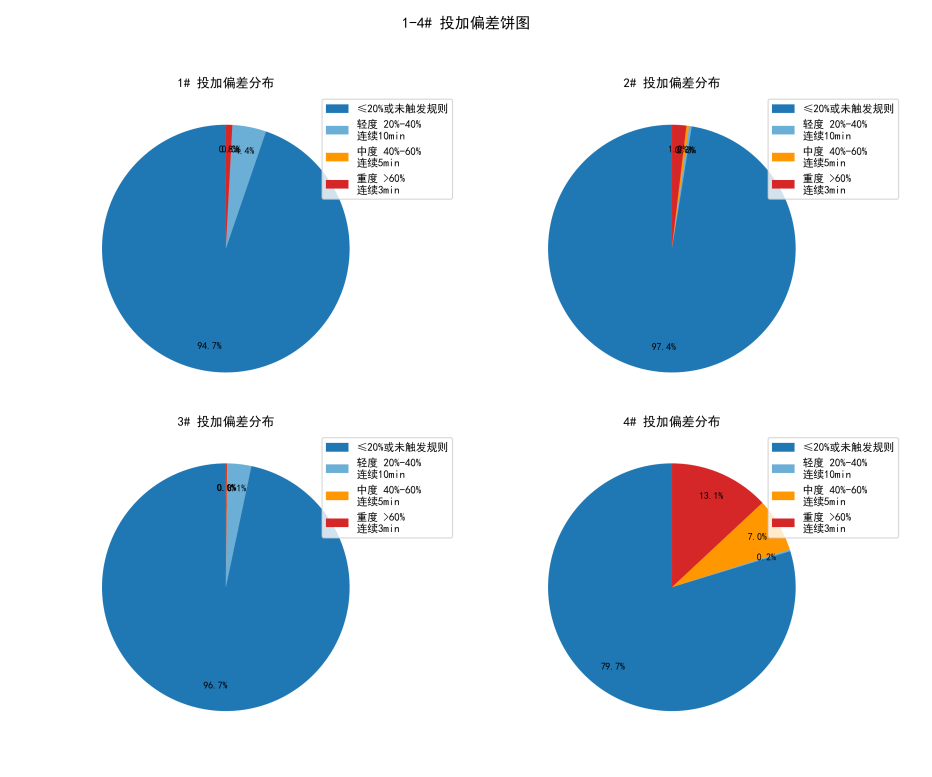 1-4# 投加偏差饼图
1# 投加偏差分布
≤20%或未触发规则
轻度 20%-40%
连续10min
中度 40%-60%
连续5min
重度 >60%
连续3min
94.7%
2# 投加偏差分布
≤20%或未触发规则
轻度 20%-40%
连续10min
中度 40%-60%
连续5min
重度 >60%
连续3min
97.4%
3# 投加偏差分布
≤20%或未触发规则
轻度 20%-40%
连续10min
中度 40%-60%
连续5min
重度 >60%
连续3min
96.7%
4# 投加偏差分布
≤20%或未触发规则
轻度 20%-40%
连续10min
中度 40%-60%
连续5min
重度 >60%
连续3min
13.1%
7.0%
0.2%
79.7%